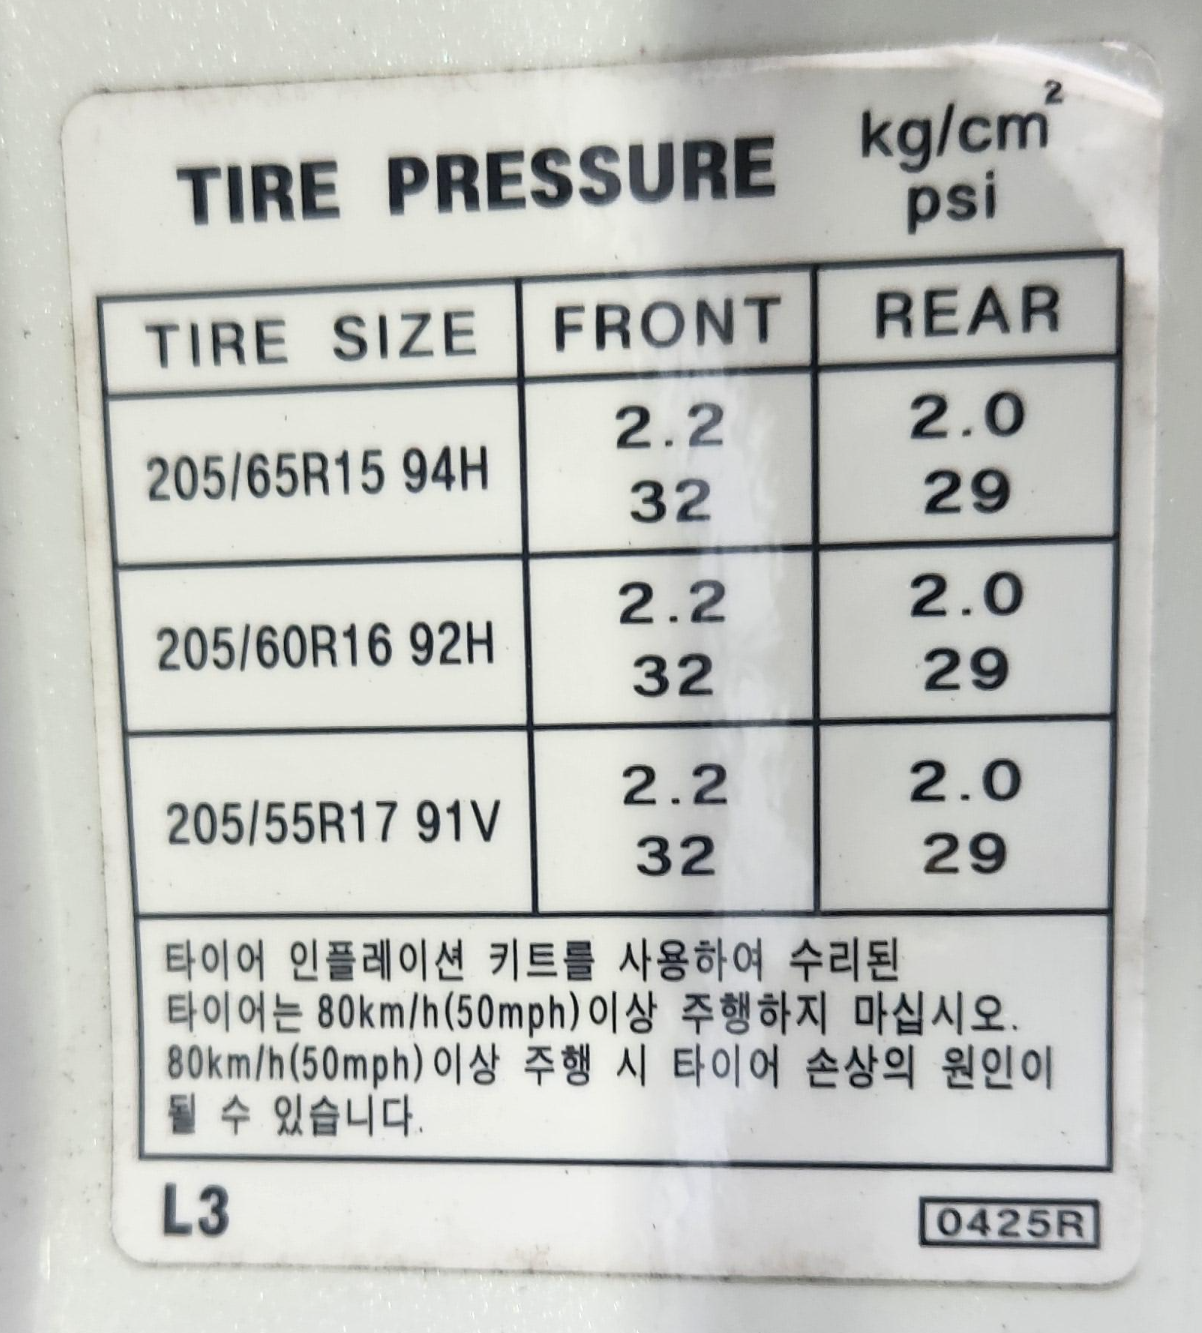 TIRE PRESSURE kg/cm²
psi
TIRE SIZE FRONT REAR
205/65R15 94H 2.2 2.0
32 29
205/60R16 92H 2.2 2.0
32 29
205/55R17 91V 2.2 2.0
32 29
타이어 인플레이션 키트를 사용하여 수리된
타이어는 80km/h(50mph)이상 주행하지 마십시오.
80km/h(50mph)이상 주행 시 타이어 손상의 원인이
될 수 있습니다.
L3 0425R